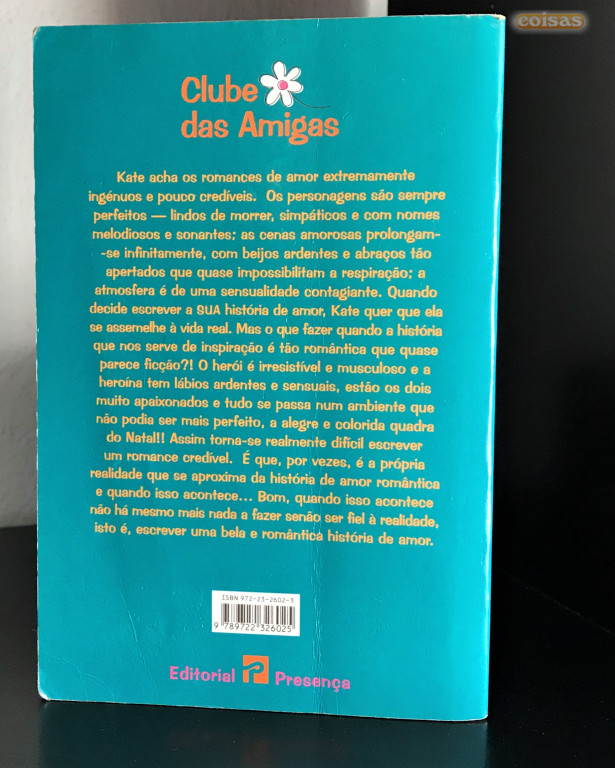 coisas
Clube
das Amigas
Kate acha os romances de amor extremamente
ingénuos e pouco credíveis. Os personagens são sempre
perfeitos — lindos de morrer, simpáticos e com nomes
melodiosos e sonantes; as cenas amorosas prolongam-
-se infinitamente, com beijos ardentes e abraços tão
apertados que quase impossibilitam a respiração; a
atmosfera é de uma sensualidade contagiante. Quando
decide escrever a SUA história de amor, Kate quer que ela
se assemelhe à vida real. Mas o que fazer quando a história
que nos serve de inspiração é tão romântica que quase
parece ficção?! O herói é irresistível e musculoso e a
heroína tem lábios ardentes e sensuais, estão os dois
muito apaixonados e tudo se passa num ambiente que
não podia ser mais perfeito, a alegre e colorida quadra
do Natal!! Assim torna-se realmente difícil escrever
um romance credível. É que, por vezes, é a própria
realidade que se aproxima da história de amor romântica
e quando isso acontece... Bom, quando isso acontece
não há mesmo mais nada a fazer senão ser fiel à realidade,
isto é, escrever uma bela e romântica história de amor.
ISBN 972-23-2602-3
9 789722 326025
Editorial Presença